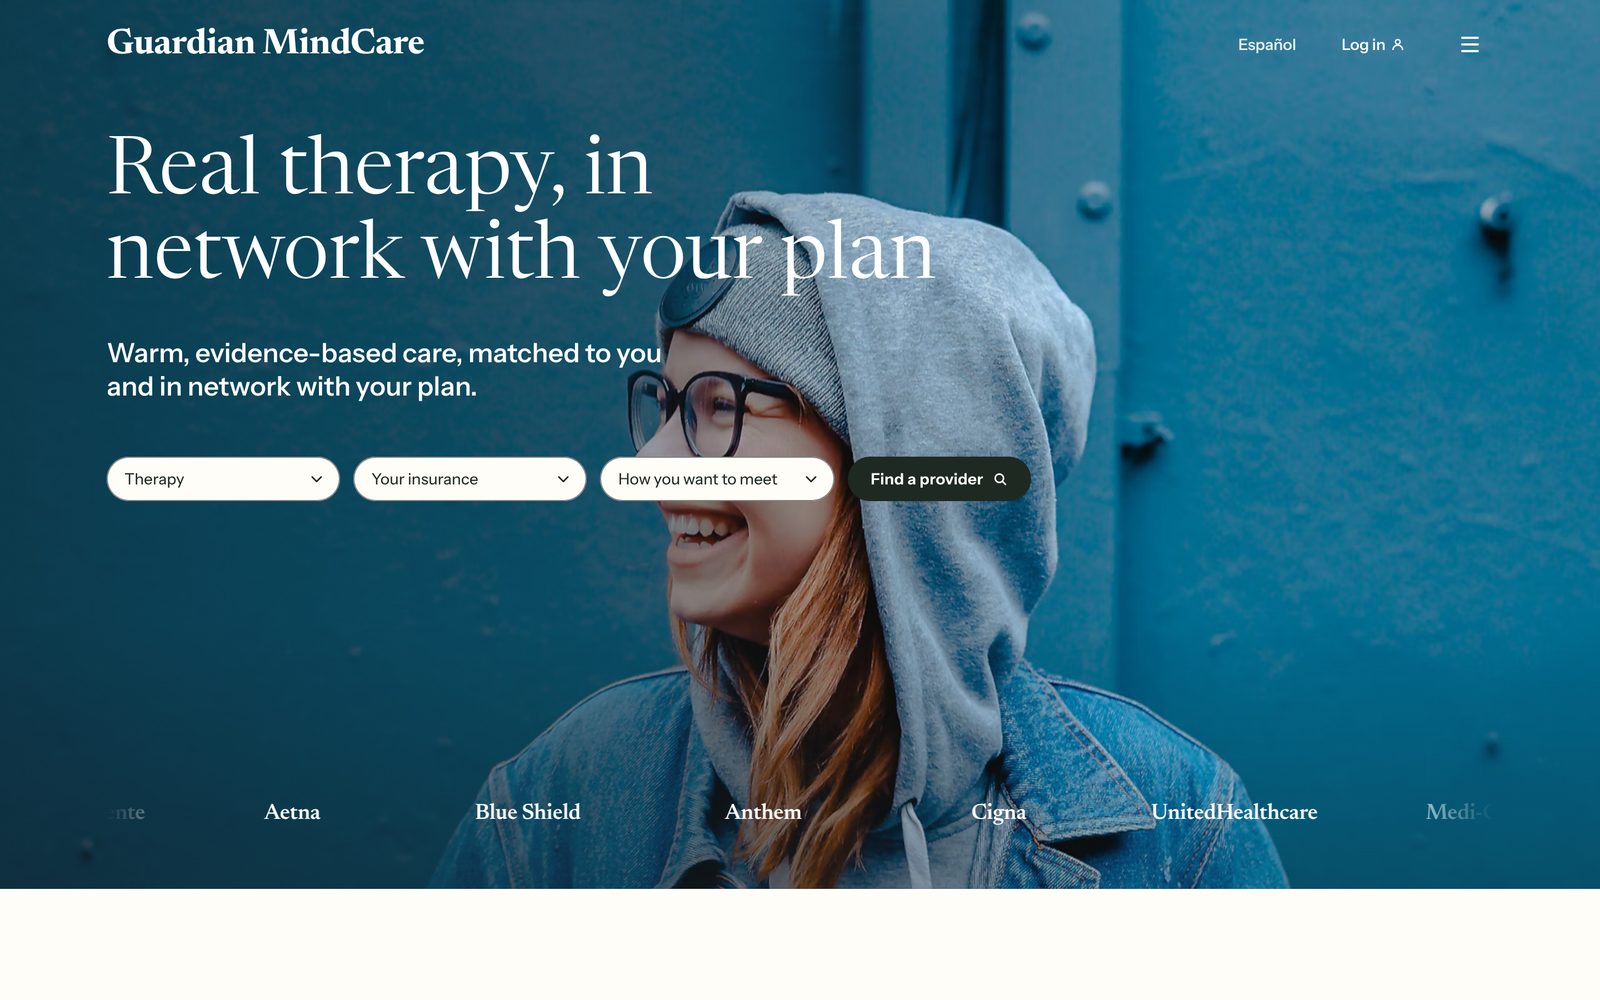 Guardian MindCare
Español
Log in
Real therapy, in
network with your plan
Warm, evidence-based care, matched to you
and in network with your plan.
Therapy
Your insurance
How you want to meet
Find a provider
ente
Aetna
Blue Shield
Anthem
Cigna
UnitedHealthcare
Medi-